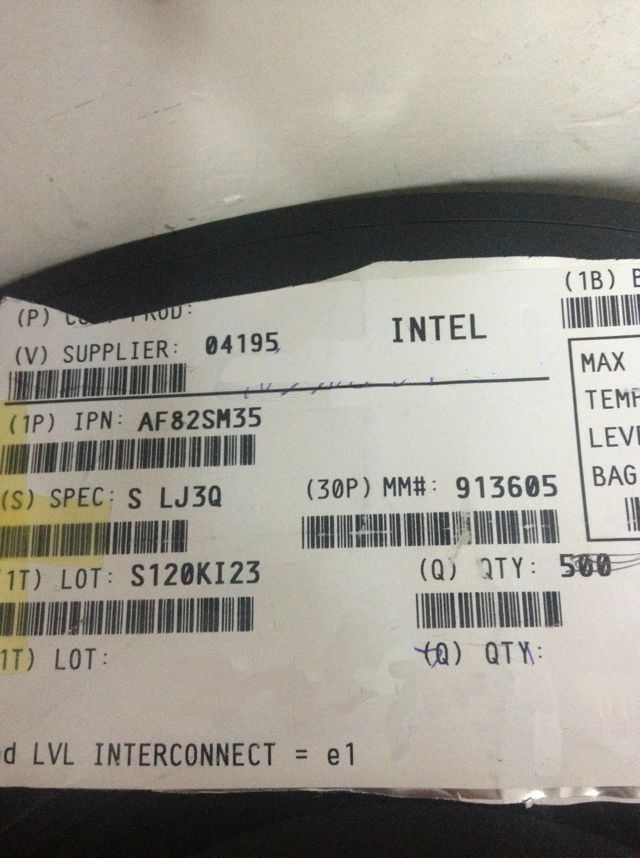 (1B)
(P) PROD:
INTEL
(V) SUPPLIER: 04195
MAX
(1P) IPN: AF82SM35
(S) SPEC: S LJ3Q
(30P) MM#: 913605
BAG
1T) LOT: S120KI23
(Q) QTY: 500
1T) LOT:
(Q) QTY:
LVL INTERCONNECT = e1